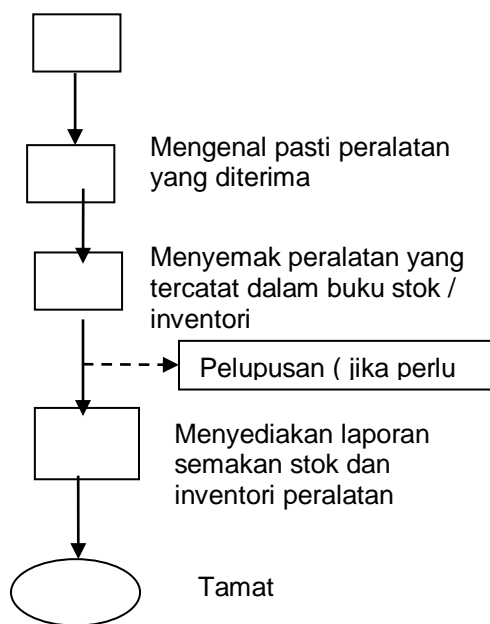 Mengenal pasti peralatan
yang diterima
Menyemak peralatan yang
tercatat dalam buku stok /
inventori
Pelupusan ( jika perlu
Menyediakan laporan
semakan stok dan
inventori peralatan
Tamat